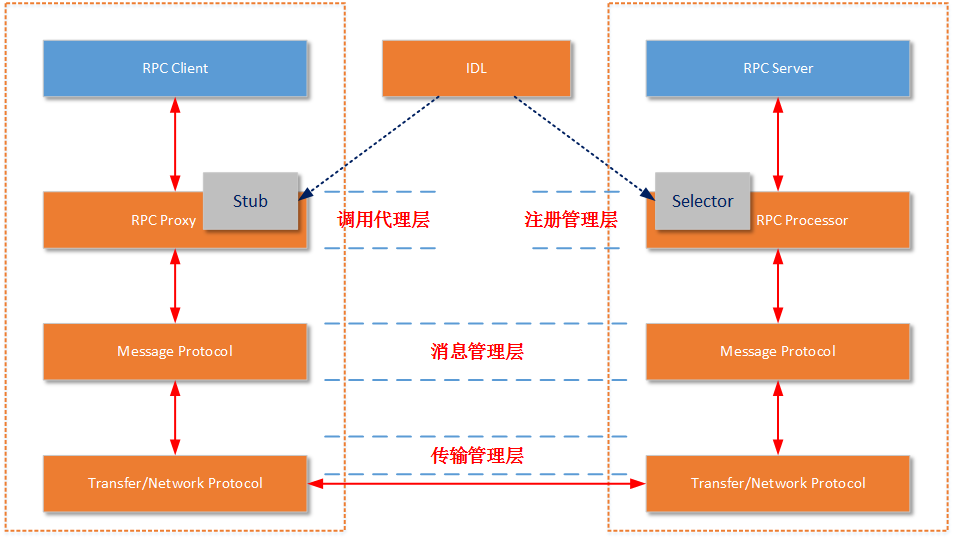 RPC Client
IDL
RPC Server
RPC Proxy
Stub
调用代理层
注册管理层
Selector
RPC Processor
Message Protocol
消息管理层
Message Protocol
传输管理层
Transfer/Network Protocol
Transfer/Network Protocol